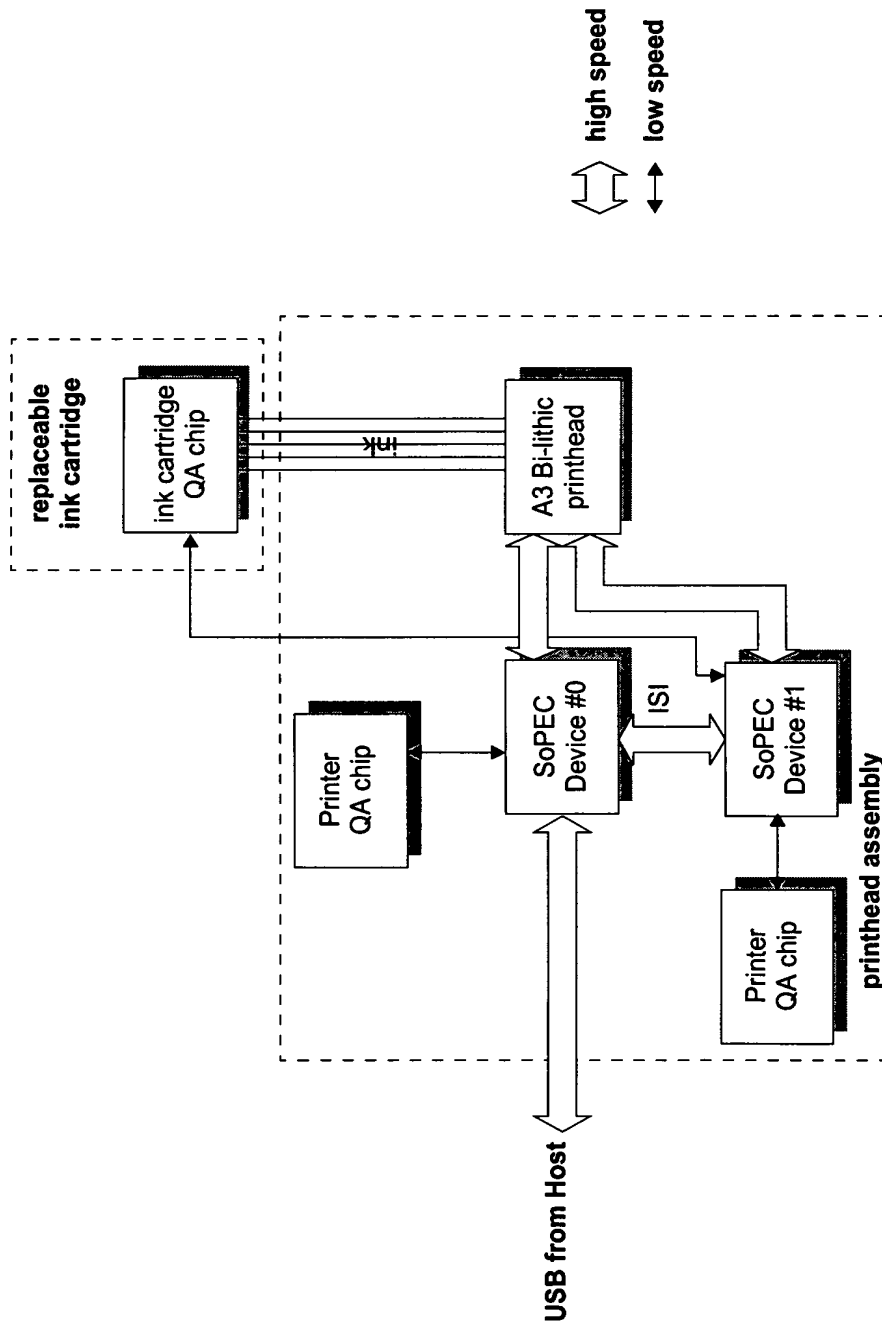 replaceable
ink cartridge
ink cartridge
QA chip
ink
Printer
QA chip
A3 Bi-lithic
printhead
SoPEC
Device #0
ISI
SoPEC
Device #1
Printer
QA chip
printhead assembly
USB from Host
high speed
low speed